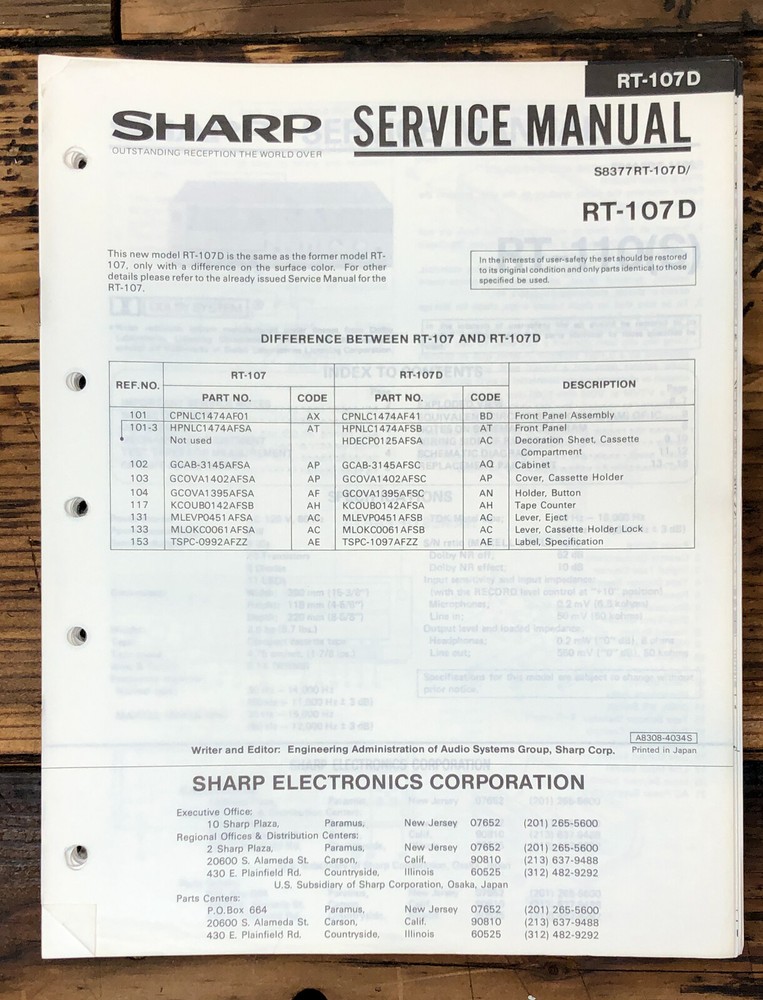 RT-107D
SHARP SERVICE MANUAL
OUTSTANDING RECEPTION THE WORLD OVER
S8377RT-107D/
RT-107D
This new model RT-107D is the same as the former model RT-
107, only with a difference on the surface color. For other
details please refer to the already issued Service Manual for the
RT-107.
In the interests of user-safety the set should be restored
to its original condition and only parts identical to those
specified be used.
DIFFERENCE BETWEEN RT-107 AND RT-107D
REF. NO. RT-107 RT-107D DESCRIPTION
PART NO. CODE PART NO. CODE
101 CPNLC1474AF01 AX CPNLC1474AF41 BD Front Panel Assembly
101-3 HPNLC1474AFSA AT HPNLC1474AFSB AT Front Panel
Not used HDECP0125AFSA AC Decoration Sheet, Cassette
Compartment
102 GCAB-3145AFSA AP GCAB-3145AFSC AQ Cabinet
103 GCOVA1402AFSA AP GCOVA1402AFSC AP Cover, Cassette Holder
104 GCOVA1395AFSA AF GCOVA1395AFSC AN Holder, Button
117 KCOUB0142AFSB AH KCOUB0142AFSA AH Tape Counter
131 MLEVP0451AFSA AC MLEVP0451AFSB AC Lever, Eject
133 MLOKC0061AFSA AC MLOKC0061AFSB AC Lever, Cassette Holder Lock
153 TSPC-0992AFZZ AE TSPC-1097AFZZ AE Label, Specification
A8308-4034S
Writer and Editor: Engineering Administration of Audio Systems Group, Sharp Corp. Printed in Japan
SHARP ELECTRONICS CORPORATION
Executive Office:
10 Sharp Plaza, Paramus, New Jersey 07652 (201) 265-5600
Regional Offices & Distribution Centers:
2 Sharp Plaza, Paramus, New Jersey 07652 (201) 265-5600
20600 S. Alameda St. Carson, Calif. 90810 (213) 637-9488
430 E. Plainfield Rd. Countryside, Illinois 60525 (312) 482-9292
U.S. Subsidiary of Sharp Corporation, Osaka, Japan
Parts Centers:
P.O.Box 664 Paramus, New Jersey 07652 (201) 265-5600
20600 S. Alameda St. Carson, Calif. 90810 (213) 637-9488
430 E. Plainfield Rd. Countryside, Illinois 60525 (312) 482-9292